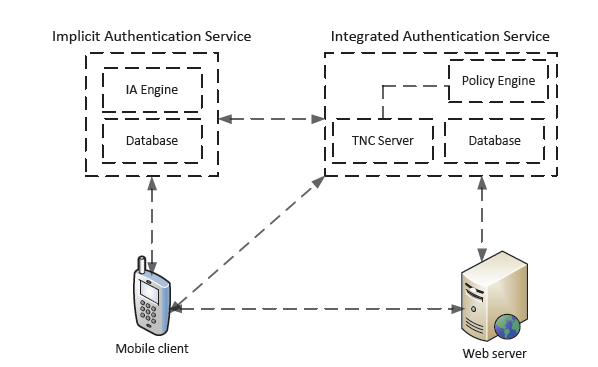 Implicit Authentication Service
Integrated Authentication Service
IA Engine
Database
Policy Engine
TNC Server
Database
Mobile client
Web server